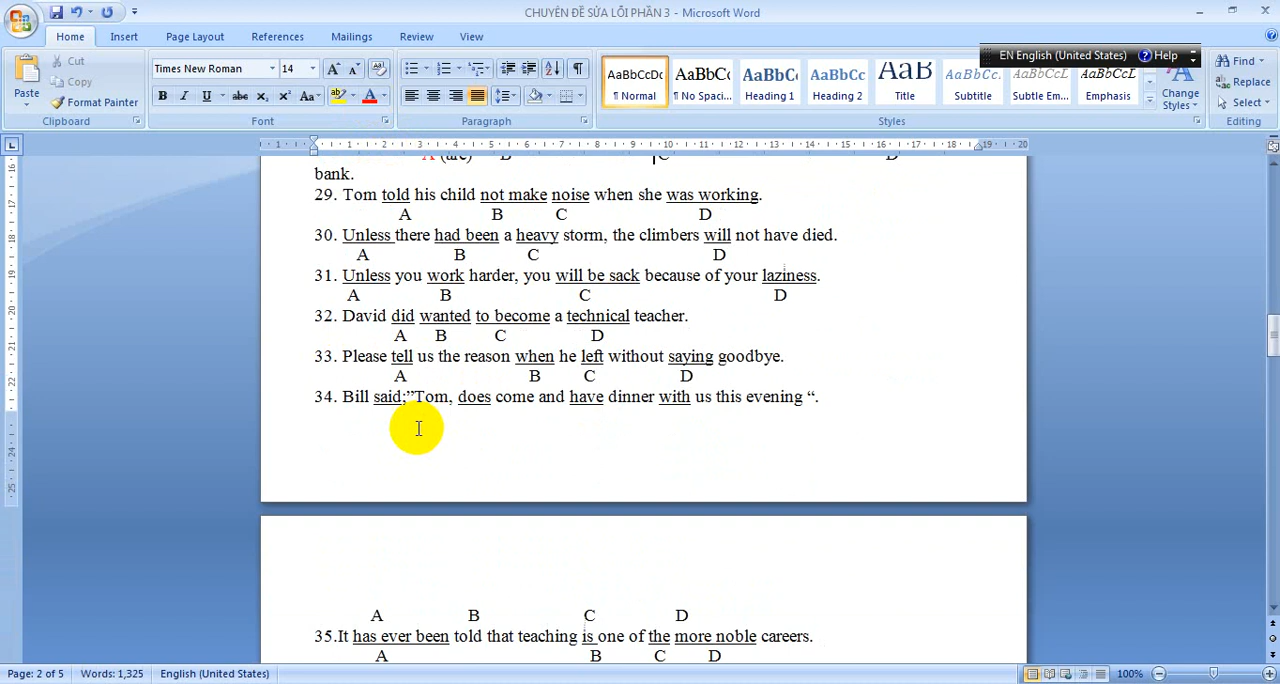 CHUYÊN ĐỀ SỬA LỖI PHẦN 3 - Microsoft Word
Home Insert Page Layout References Mailings Review View
EN English (United States) Help
Paste
Cut
Copy
Format Painter
Clipboard
Times New Roman 14
Font
Paragraph
AaBbCcDc AaBbCcDc AaBbC AaBbCc AaB AaBbCcL AaBbCcL AaBbCcL
¶ Normal ¶ No Spaci... Heading 1 Heading 2 Title Subtitle Subtle Em... Emphasis
Change Styles
Styles
Find
Replace
Select
Editing
A (are) B C D
bank.
29. Tom told his child not make noise when she was working.
A B C D
30. Unless there had been a heavy storm, the climbers will not have died.
A B C D
31. Unless you work harder, you will be sack because of your laziness.
A B C D
32. David did wanted to become a technical teacher.
A B C D
33. Please tell us the reason when he left without saying goodbye.
A B C D
34. Bill said;”Tom, does come and have dinner with us this evening “.
A B C D
35.It has ever been told that teaching is one of the more noble careers.
A B C D
Page: 2 of 5 Words: 1,325 English (United States) 100%